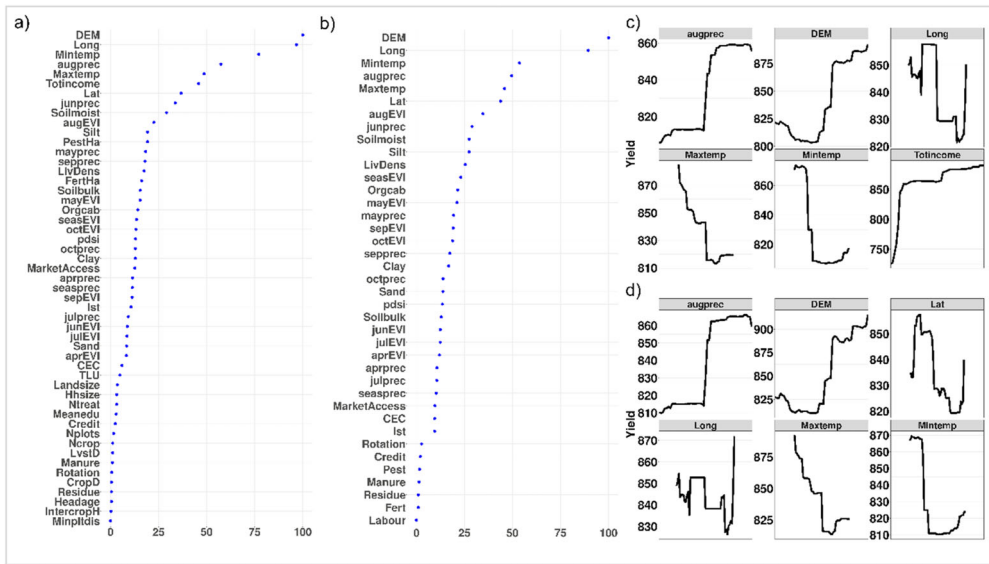 a)
DEM
Long
Mintemp
augprec
Maxtemp
Totincome
Lat
junprec
Soilmoist
augEVI
Silt
PestHa
mayprec
sepprec
LivDens
FertHa
Soilbulk
mayEVI
Orgcab
seasEVI
octEVI
pdsi
octprec
Clay
MarketAccess
aprprec
seasprec
sepEVI
lst
julprec
junEVI
julEVI
Sand
aprEVI
CEC
TLU
Landsize
Hhsize
Ntreat
Meanedu
Credit
Nplots
Ncrop
LvstD
Manure
Rotation
CropD
Residue
Headage
IntercropH
Minpltdis
0 25 50 75 100
b)
DEM
Long
Mintemp
augprec
Maxtemp
Lat
augEVI
junprec
Soilmoist
Silt
LivDens
seasEVI
Orgcab
mayEVI
mayprec
sepEVI
octEVI
sepprec
Clay
octprec
Sand
pdsi
Soilbulk
junEVI
julEVI
aprEVI
aprprec
julprec
seasprec
MarketAccess
CEC
lst
Rotation
Credit
Pest
Manure
Residue
Fert
Labour
0 25 50 75 100
c)
augprec DEM Long
860
840
820
875
850
825
800
850
840
830
820
Yield
Maxtemp Mintemp Totincome
870
850
830
810
860
840
820
850
800
750
d)
augprec DEM Lat
860
850
840
830
820
810
900
875
850
825
850
840
830
820
Yield
Long Maxtemp MIntemp
870
860
850
840
830
875
850
825
870
860
850
840
830
820
810